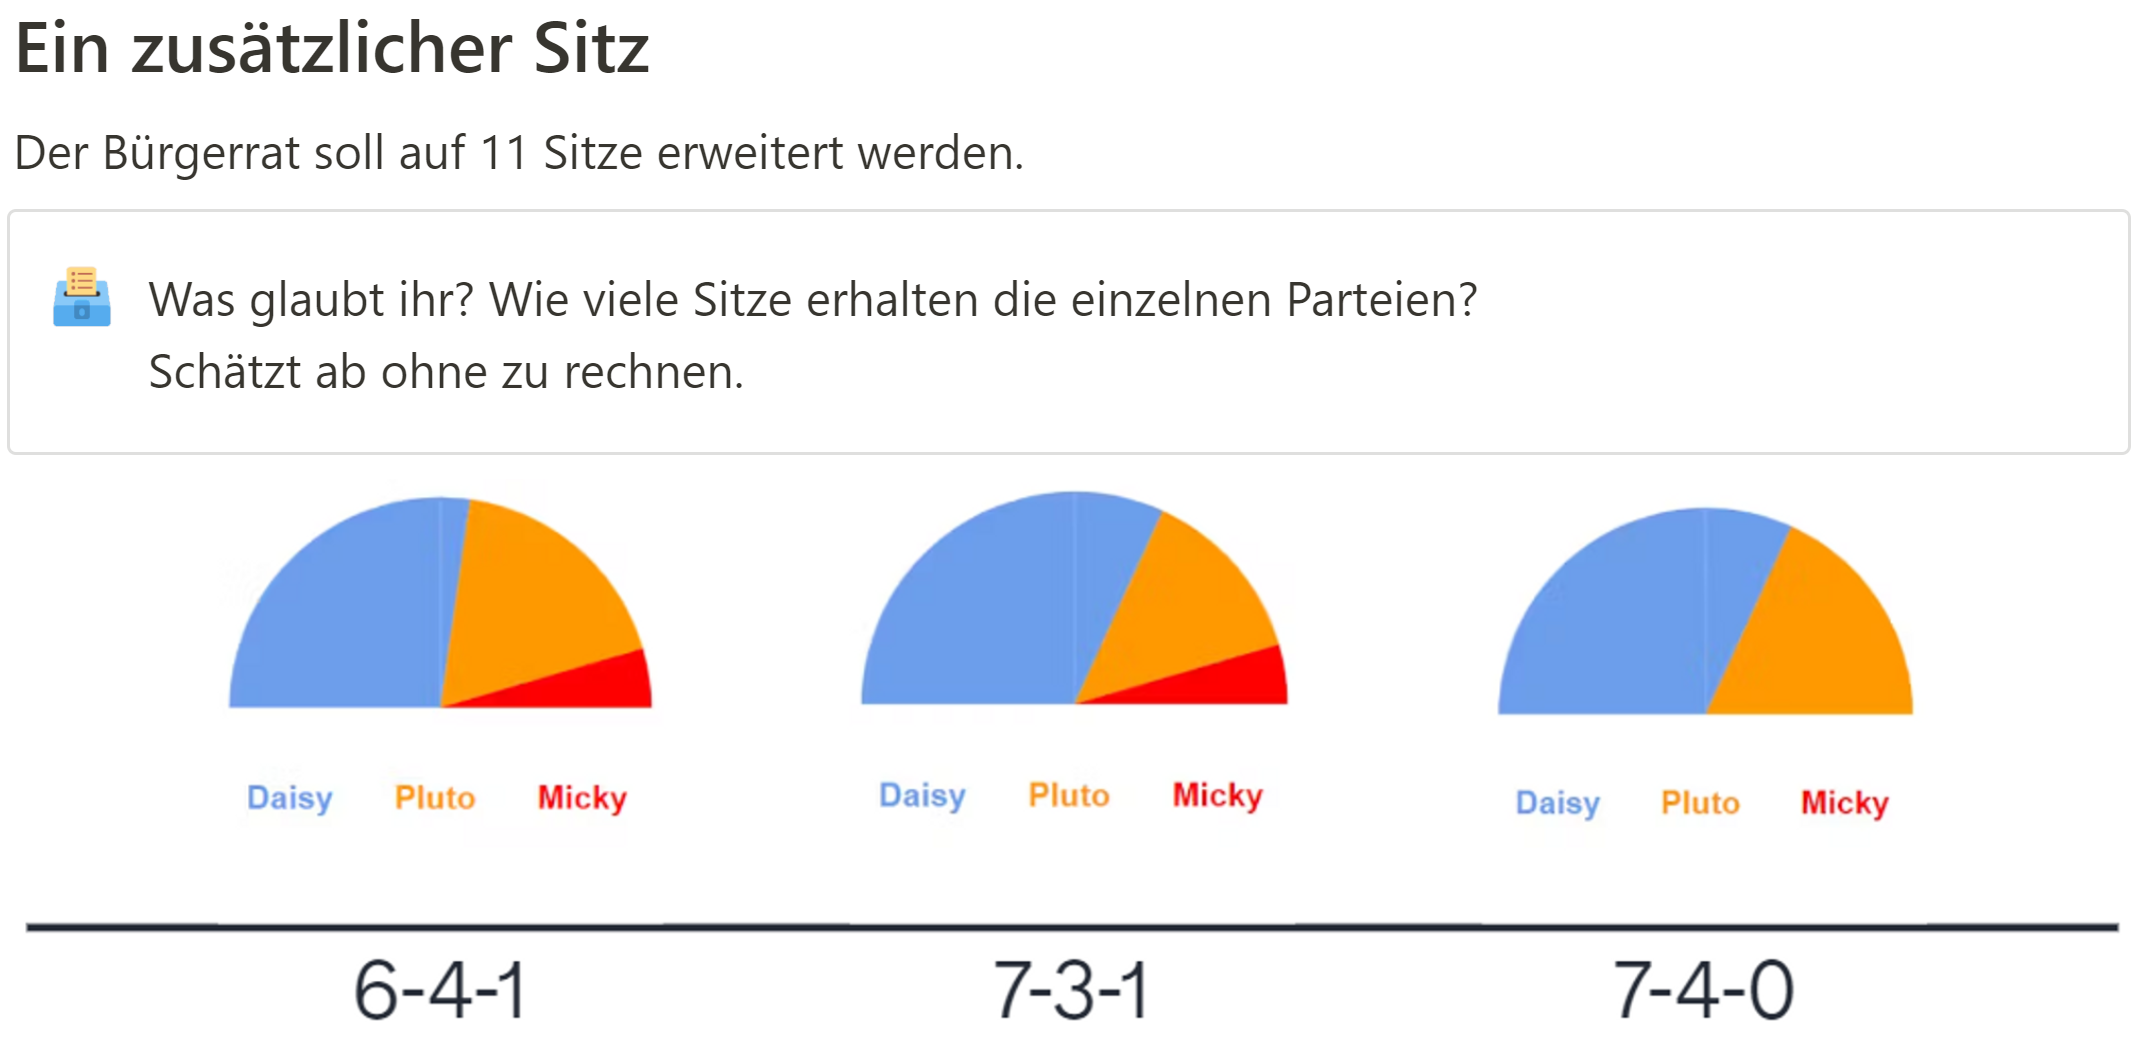 Ein zusätzlicher Sitz
Der Bürgerrat soll auf 11 Sitze erweitert werden.
Was glaubt ihr? Wie viele Sitze erhalten die einzelnen Parteien?
Schätzt ab ohne zu rechnen.
Daisy Pluto Micky
Daisy Pluto Micky
Daisy Pluto Micky
6-4-1
7-3-1
7-4-0